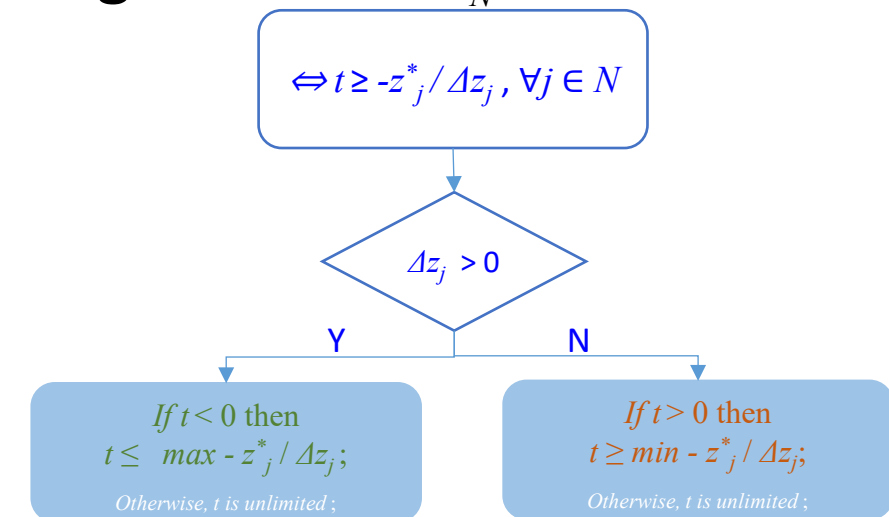 N
⇔ t ≥ -z*j / Δzj , ∀j ∈ N
Δzj > 0
Y
N
If t < 0 then
t ≤ max - z*j / Δzj ;
Otherwise, t is unlimited ;
If t > 0 then
t ≥ min - z*j / Δzj;
Otherwise, t is unlimited ;